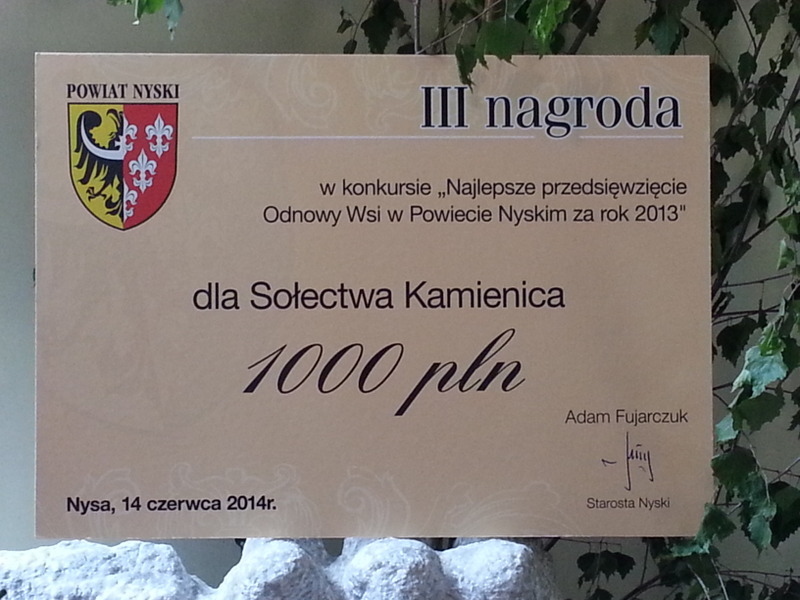 POWIAT NYSKI
III nagroda
w konkursie „Najlepsze przedsięwzięcie
Odnowy Wsi w Powiecie Nyskim za rok 2013"
dla Sołectwa Kamienica
1000 pln
Adam Fujarczuk
Starosta Nyski
Nysa, 14 czerwca 2014r.